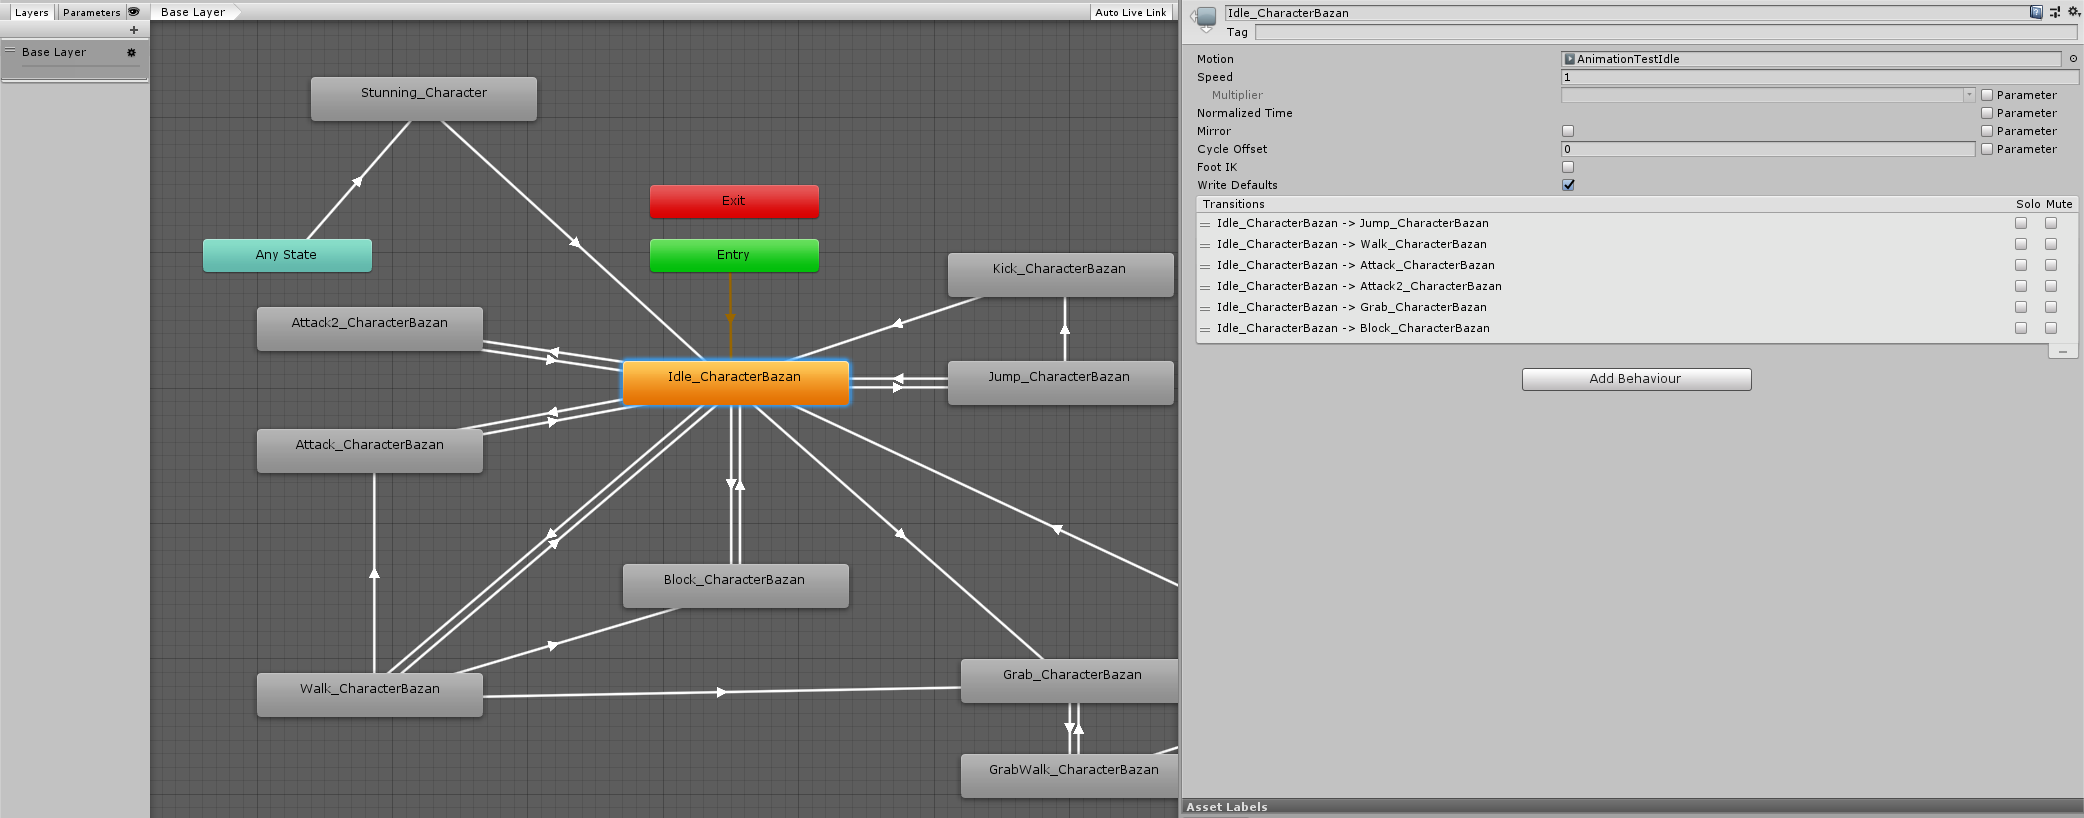 Layers
Parameters
Base Layer
Auto Live Link
Base Layer
Stunning_Character
Exit
Any State
Entry
Kick_CharacterBazan
Attack2_CharacterBazan
Idle_CharacterBazan
Jump_CharacterBazan
Attack_CharacterBazan
Block_CharacterBazan
Walk_CharacterBazan
Grab_CharacterBazan
GrabWalk_CharacterBazan
Idle_CharacterBazan
Tag
Motion AnimationTestIdle
Speed 1
Multiplier Parameter
Normalized Time Parameter
Mirror Parameter
Cycle Offset 0 Parameter
Foot IK
Write Defaults
Transitions Solo Mute
Idle_CharacterBazan -> Jump_CharacterBazan
Idle_CharacterBazan -> Walk_CharacterBazan
Idle_CharacterBazan -> Attack_CharacterBazan
Idle_CharacterBazan -> Attack2_CharacterBazan
Idle_CharacterBazan -> Grab_CharacterBazan
Idle_CharacterBazan -> Block_CharacterBazan
Add Behaviour
Asset Labels